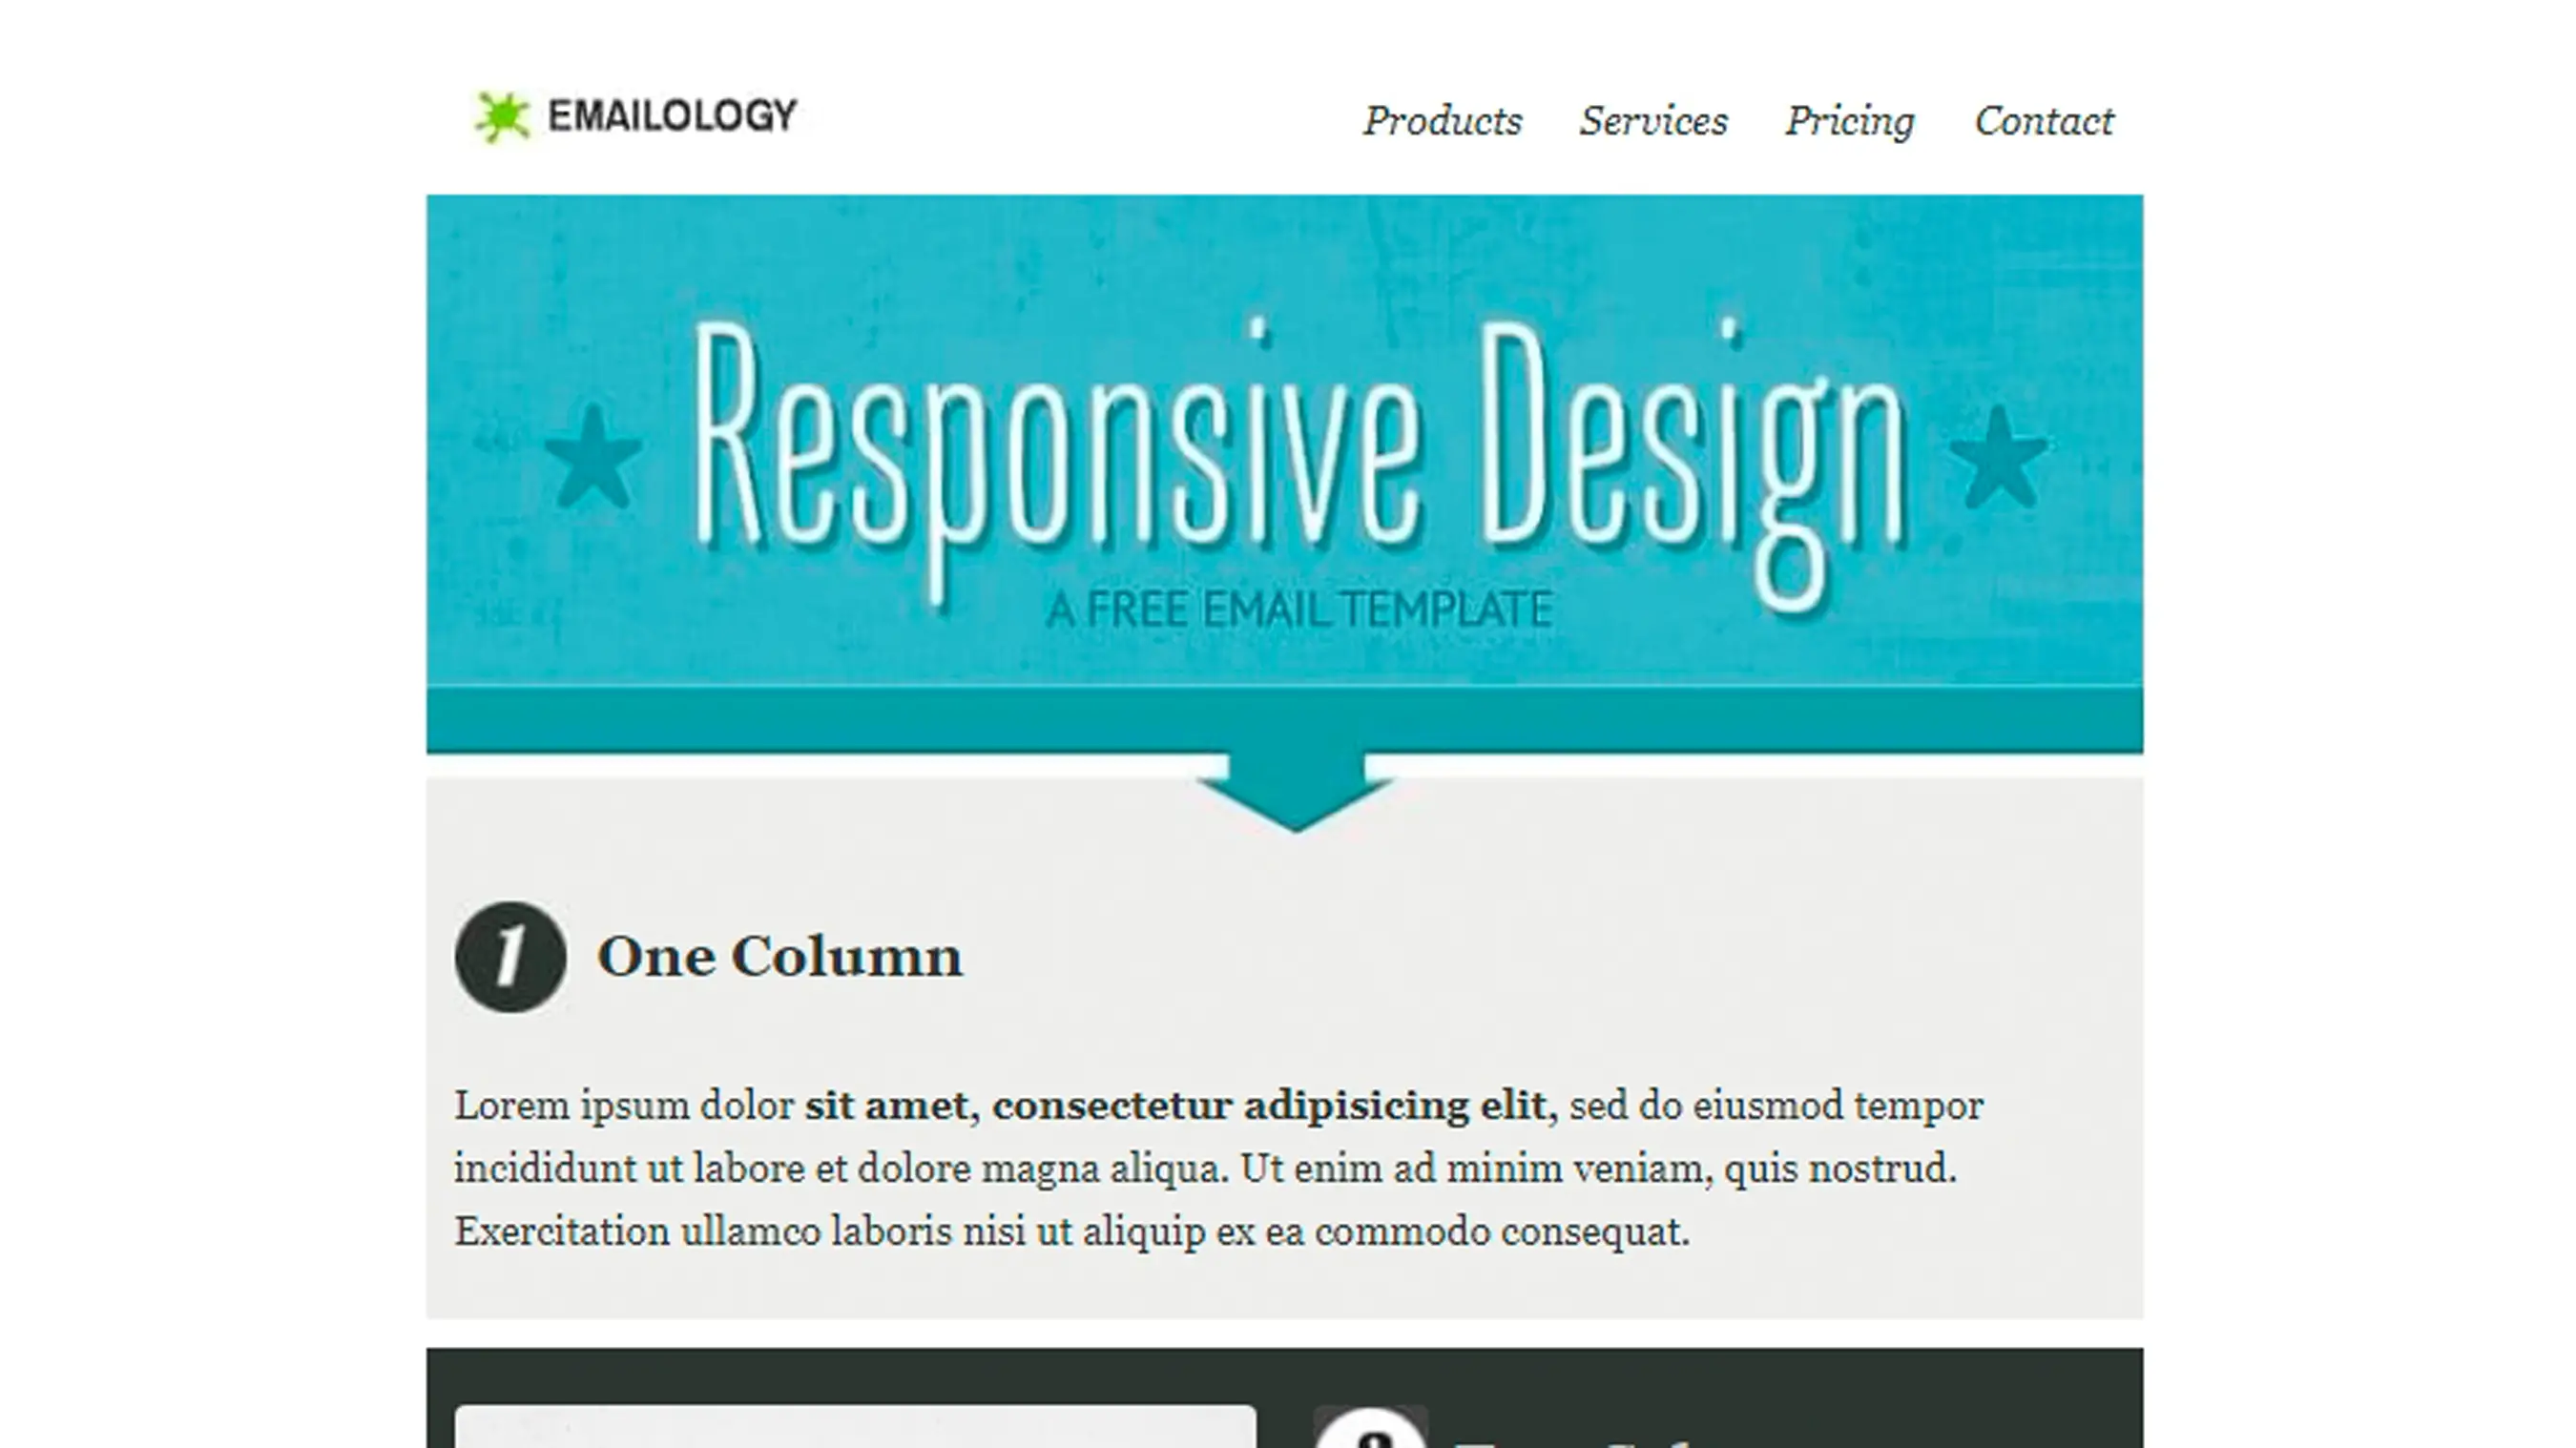 EMAILOLOGY
Products Services Pricing Contact
Responsive Design
A FREE EMAIL TEMPLATE
1 One Column
Lorem ipsum dolor sit amet, consectetur adipisicing elit, sed do eiusmod tempor
incididunt ut labore et dolore magna aliqua. Ut enim ad minim veniam, quis nostrud.
Exercitation ullamco laboris nisi ut aliquip ex ea commodo consequat.